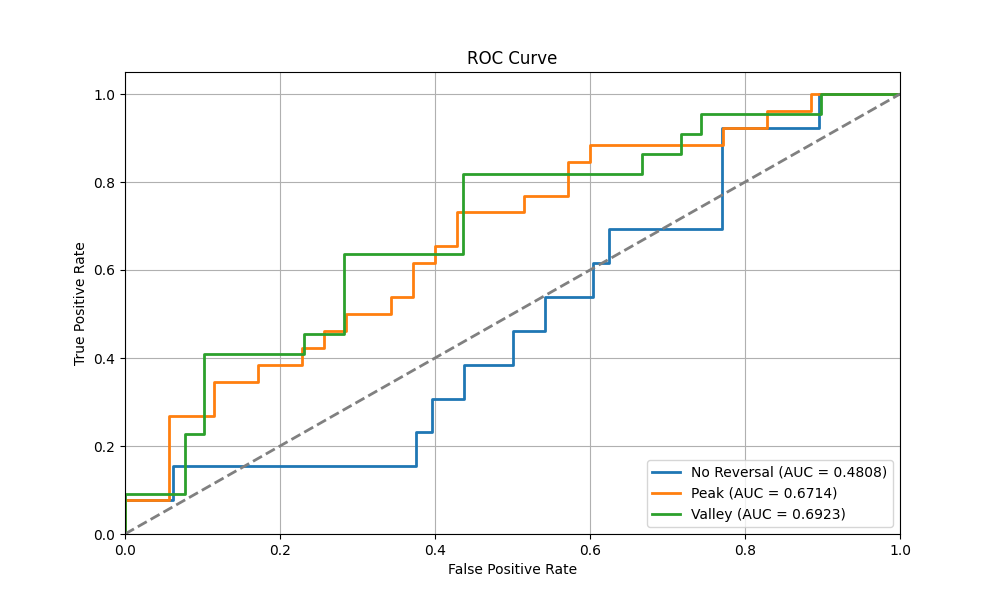 ROC Curve
True Positive Rate
1.0
0.8
0.6
0.4
0.2
0.0
0.0 0.2 0.4 0.6 0.8 1.0
False Positive Rate
No Reversal (AUC = 0.4808)
Peak (AUC = 0.6714)
Valley (AUC = 0.6923)